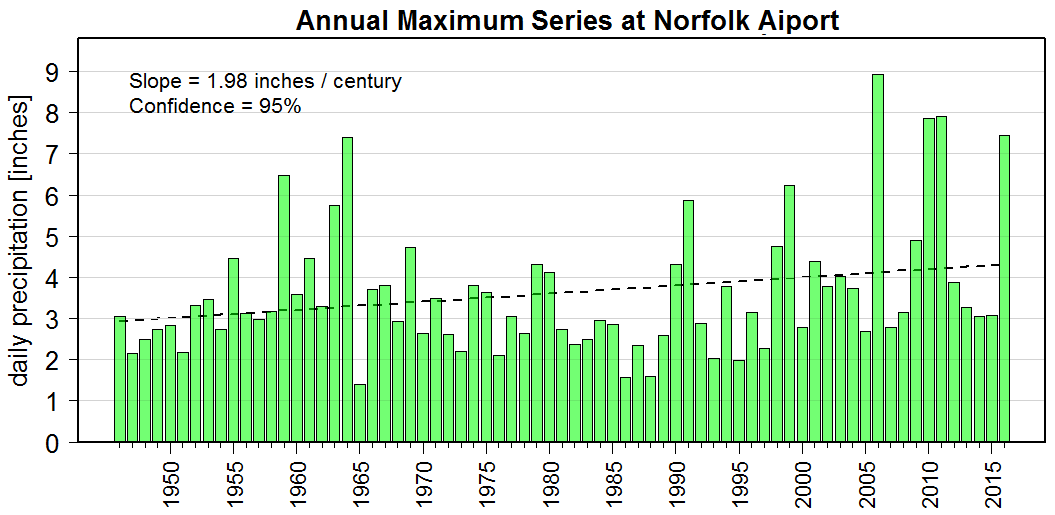 Annual Maximum Series at Norfolk Aiport
Slope = 1.98 inches / century
Confidence = 95%
daily precipitation [inches]
9
8
7
6
5
4
3
2
1
0
1950 1955 1960 1965 1970 1975 1980 1985 1990 1995 2000 2005 2010 2015